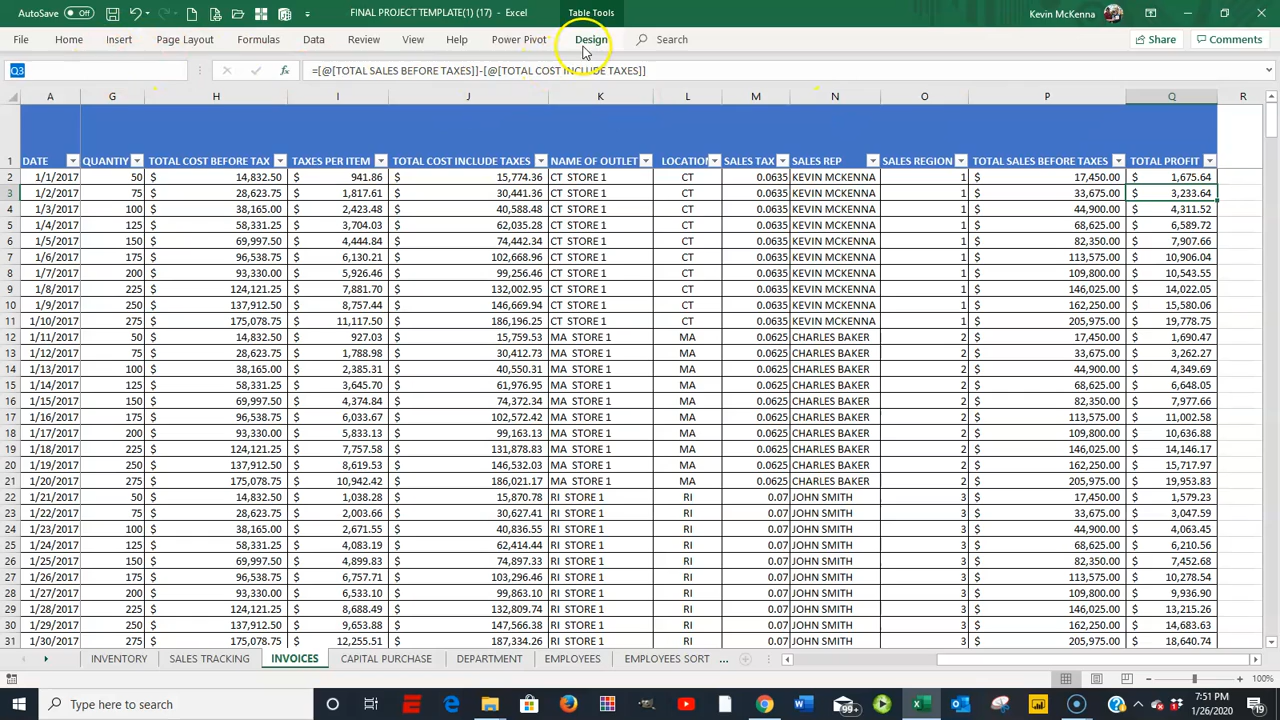 AutoSave Off FINAL PROJECT TEMPLATE(1) (17) - Excel Table Tools Kevin McKenna
File Home Insert Page Layout Formulas Data Review View Help Power Pivot Design Search Share Comments
Q3 fx =[@[TOTAL SALES BEFORE TAXES]]-[@[TOTAL COST INCLUDE TAXES]]
A G H I J K L M N O P Q R
1 DATE QUANTIY TOTAL COST BEFORE TAX TAXES PER ITEM TOTAL COST INCLUDE TAXES NAME OF OUTLET LOCATION SALES TAX SALES REP SALES REGION TOTAL SALES BEFORE TAXES TOTAL PROFIT
2 1/1/2017 50 $ 14,832.50 $ 941.86 $ 15,774.36 CT STORE 1 CT 0.0635 KEVIN MCKENNA 1 $ 17,450.00 $ 1,675.64
3 1/2/2017 75 $ 28,623.75 $ 1,817.61 $ 30,441.36 CT STORE 1 CT 0.0635 KEVIN MCKENNA 1 $ 33,675.00 $ 3,233.64
4 1/3/2017 100 $ 38,165.00 $ 2,423.48 $ 40,588.48 CT STORE 1 CT 0.0635 KEVIN MCKENNA 1 $ 44,900.00 $ 4,311.52
5 1/4/2017 125 $ 58,331.25 $ 3,704.03 $ 62,035.28 CT STORE 1 CT 0.0635 KEVIN MCKENNA 1 $ 68,625.00 $ 6,589.72
6 1/5/2017 150 $ 69,997.50 $ 4,444.84 $ 74,442.34 CT STORE 1 CT 0.0635 KEVIN MCKENNA 1 $ 82,350.00 $ 7,907.66
7 1/6/2017 175 $ 96,538.75 $ 6,130.21 $ 102,668.96 CT STORE 1 CT 0.0635 KEVIN MCKENNA 1 $ 113,575.00 $ 10,906.04
8 1/7/2017 200 $ 93,330.00 $ 5,926.46 $ 99,256.46 CT STORE 1 CT 0.0635 KEVIN MCKENNA 1 $ 109,800.00 $ 10,543.55
9 1/8/2017 225 $ 124,121.25 $ 7,881.70 $ 132,002.95 CT STORE 1 CT 0.0635 KEVIN MCKENNA 1 $ 146,025.00 $ 14,022.05
10 1/9/2017 250 $ 137,912.50 $ 8,757.44 $ 146,669.94 CT STORE 1 CT 0.0635 KEVIN MCKENNA 1 $ 162,250.00 $ 15,580.06
11 1/10/2017 275 $ 175,078.75 $ 11,117.50 $ 186,196.25 CT STORE 1 CT 0.0635 KEVIN MCKENNA 1 $ 205,975.00 $ 19,778.75
12 1/11/2017 50 $ 14,832.50 $ 927.03 $ 15,759.53 MA STORE 1 MA 0.0625 CHARLES BAKER 2 $ 17,450.00 $ 1,690.47
13 1/12/2017 75 $ 28,623.75 $ 1,788.98 $ 30,412.73 MA STORE 1 MA 0.0625 CHARLES BAKER 2 $ 33,675.00 $ 3,262.27
14 1/13/2017 100 $ 38,165.00 $ 2,385.31 $ 40,550.31 MA STORE 1 MA 0.0625 CHARLES BAKER 2 $ 44,900.00 $ 4,349.69
15 1/14/2017 125 $ 58,331.25 $ 3,645.70 $ 61,976.95 MA STORE 1 MA 0.0625 CHARLES BAKER 2 $ 68,625.00 $ 6,648.05
16 1/15/2017 150 $ 69,997.50 $ 4,374.84 $ 74,372.34 MA STORE 1 MA 0.0625 CHARLES BAKER 2 $ 82,350.00 $ 7,977.66
17 1/16/2017 175 $ 96,538.75 $ 6,033.67 $ 102,572.42 MA STORE 1 MA 0.0625 CHARLES BAKER 2 $ 113,575.00 $ 11,002.58
18 1/17/2017 200 $ 93,330.00 $ 5,833.13 $ 99,163.13 MA STORE 1 MA 0.0625 CHARLES BAKER 2 $ 109,800.00 $ 10,636.88
19 1/18/2017 225 $ 124,121.25 $ 7,757.58 $ 131,878.83 MA STORE 1 MA 0.0625 CHARLES BAKER 2 $ 146,025.00 $ 14,146.17
20 1/19/2017 250 $ 137,912.50 $ 8,619.53 $ 146,532.03 MA STORE 1 MA 0.0625 CHARLES BAKER 2 $ 162,250.00 $ 15,717.97
21 1/20/2017 275 $ 175,078.75 $ 10,942.42 $ 186,021.17 MA STORE 1 MA 0.0625 CHARLES BAKER 2 $ 205,975.00 $ 19,953.83
22 1/21/2017 50 $ 14,832.50 $ 1,038.28 $ 15,870.78 RI STORE 1 RI 0.07 JOHN SMITH 3 $ 17,450.00 $ 1,579.23
23 1/22/2017 75 $ 28,623.75 $ 2,003.66 $ 30,627.41 RI STORE 1 RI 0.07 JOHN SMITH 3 $ 33,675.00 $ 3,047.59
24 1/23/2017 100 $ 38,165.00 $ 2,671.55 $ 40,836.55 RI STORE 1 RI 0.07 JOHN SMITH 3 $ 44,900.00 $ 4,063.45
25 1/24/2017 125 $ 58,331.25 $ 4,083.19 $ 62,414.44 RI STORE 1 RI 0.07 JOHN SMITH 3 $ 68,625.00 $ 6,210.56
26 1/25/2017 150 $ 69,997.50 $ 4,899.83 $ 74,897.33 RI STORE 1 RI 0.07 JOHN SMITH 3 $ 82,350.00 $ 7,452.68
27 1/26/2017 175 $ 96,538.75 $ 6,757.71 $ 103,296.46 RI STORE 1 RI 0.07 JOHN SMITH 3 $ 113,575.00 $ 10,278.54
28 1/27/2017 200 $ 93,330.00 $ 6,533.10 $ 99,863.10 RI STORE 1 RI 0.07 JOHN SMITH 3 $ 109,800.00 $ 9,936.90
29 1/28/2017 225 $ 124,121.25 $ 8,688.49 $ 132,809.74 RI STORE 1 RI 0.07 JOHN SMITH 3 $ 146,025.00 $ 13,215.26
30 1/29/2017 250 $ 137,912.50 $ 9,653.88 $ 147,566.38 RI STORE 1 RI 0.07 JOHN SMITH 3 $ 162,250.00 $ 14,683.63
31 1/30/2017 275 $ 175,078.75 $ 12,255.51 $ 187,334.26 RI STORE 1 RI 0.07 JOHN SMITH 3 $ 205,975.00 $ 18,640.74
INVENTORY SALES TRACKING INVOICES CAPITAL PURCHASE DEPARTMENT EMPLOYEES EMPLOYEES SORT ...
100%
Type here to search 99+ 7:51 PM
1/26/2020 19